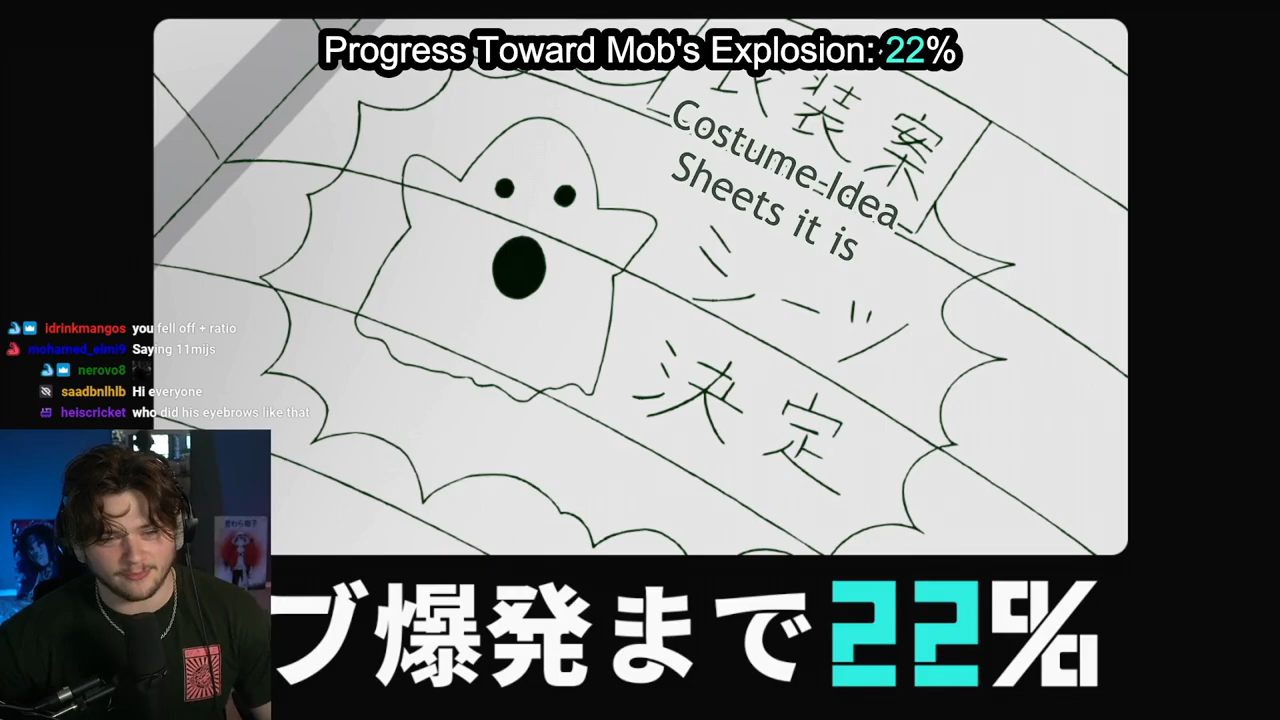 Progress Toward Mob's Explosion: 22%
衣装案
Costume Idea
Sheets it is
シーツ
決定
idrinkmangos you fell off + ratio
mohamed_elmi9 Saying 11mijs
nerovo8
saadbnlhlb Hi everyone
heiscricket who did his eyebrows like that
ブ爆発まで22%